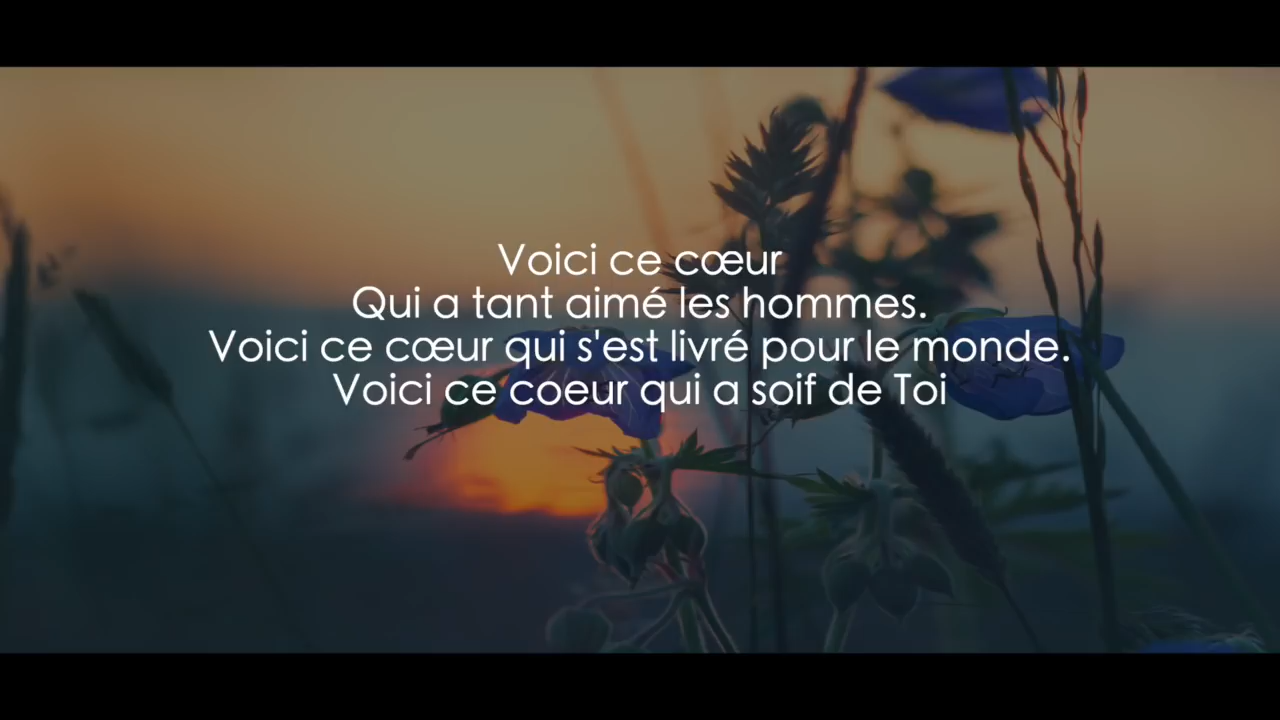 Voici ce cœur
Qui a tant aimé les hommes.
Voici ce cœur qui s'est livré pour le monde.
Voici ce coeur qui a soif de Toi